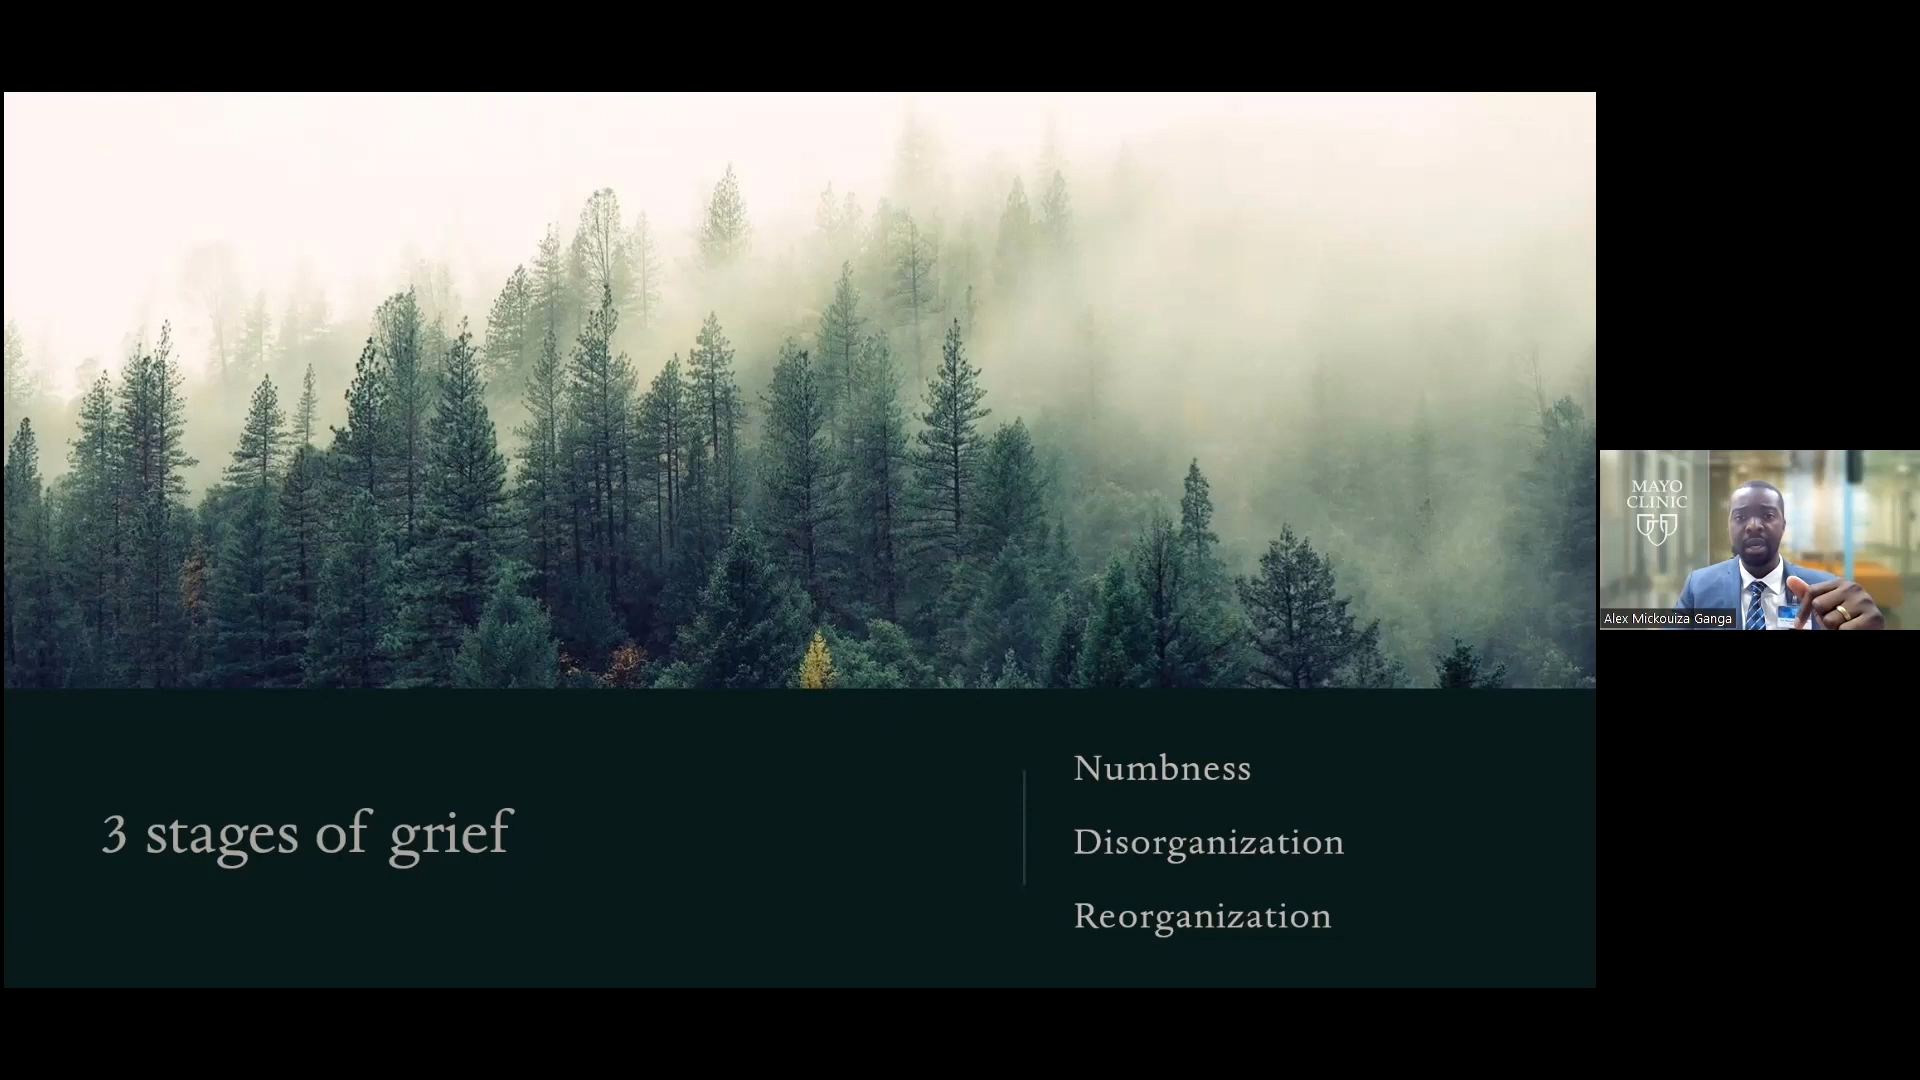 3 stages of grief
Numbness
Disorganization
Reorganization
MAYO
CLINIC
Alex Mickouiza Ganga